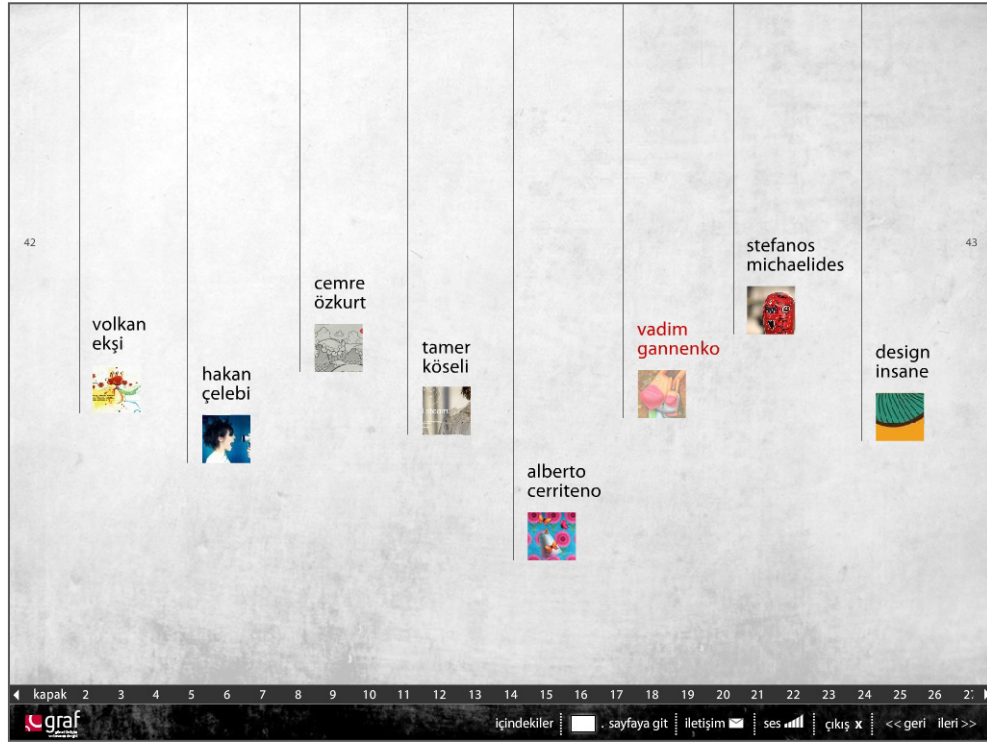 42
43
volkan
ekşi
hakan
çelebi
cemre
özkurt
tamer
köseli
alberto
cerriteno
vadim
gannenko
stefanos
michaelides
design
insane
kapak 2 3 4 5 6 7 8 9 10 11 12 13 14 15 16 17 18 19 20 21 22 23 24 25 26
graf
içindekiler . sayfaya git iletişim ses çıkış x << geri ileri >>